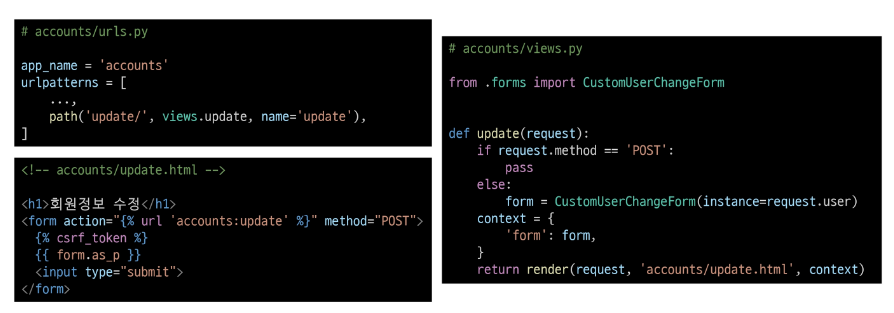 # accounts/urls.py
app_name = 'accounts'
urlpatterns = [
    ...,
    path('update/', views.update, name='update'),
]
<!-- accounts/update.html -->
<h1>회원정보 수정</h1>
<form action="{% url 'accounts:update' %}" method="POST">
  {% csrf_token %}
  {{ form.as_p }}
  <input type="submit">
</form>
# accounts/views.py
from .forms import CustomUserChangeForm
def update(request):
    if request.method == 'POST':
        pass
    else:
        form = CustomUserChangeForm(instance=request.user)
    context = {
        'form': form,
    }
    return render(request, 'accounts/update.html', context)